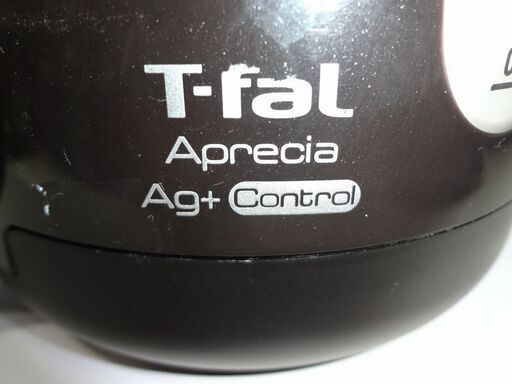 T-fal
Aprecia
Ag+ Control